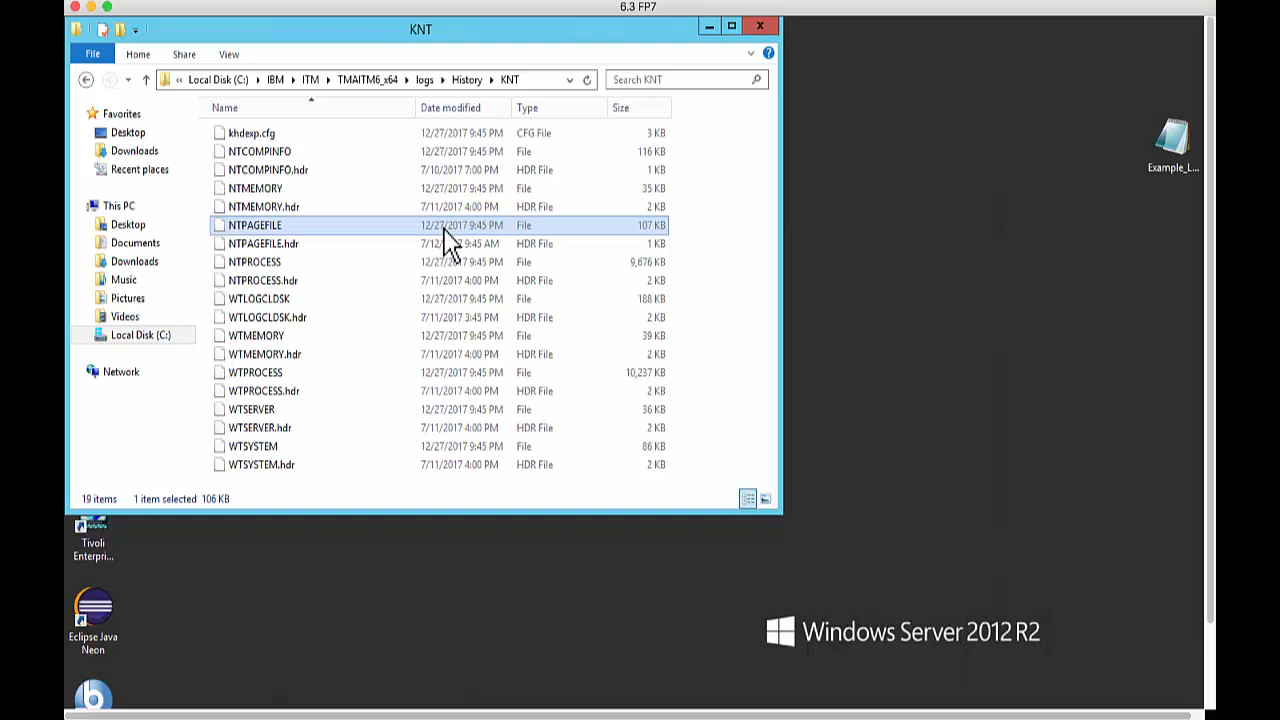 6.3 FP7
KNT
File Home Share View
« Local Disk (C:) IBM ITM TMAITM6_x64 logs History KNT
Search KNT
Favorites
Desktop
Downloads
Recent places
This PC
Desktop
Documents
Downloads
Music
Pictures
Videos
Local Disk (C:)
Network
Name Date modified Type Size
khdexp.cfg 12/27/2017 9:45 PM CFG File 3 KB
NTCOMPINFO 12/27/2017 9:45 PM File 116 KB
NTCOMPINFO.hdr 7/10/2017 7:00 PM HDR File 1 KB
NTMEMORY 12/27/2017 9:45 PM File 35 KB
NTMEMORY.hdr 7/11/2017 4:00 PM HDR File 2 KB
NTPAGEFILE 12/27/2017 9:45 PM File 107 KB
NTPAGEFILE.hdr 9:45 AM HDR File 1 KB
NTPROCESS 12/27/2017 9:45 PM File 9,676 KB
NTPROCESS.hdr 7/11/2017 4:00 PM HDR File 2 KB
WTLOGCLDSK 12/27/2017 9:45 PM File 188 KB
WTLOGCLDSK.hdr 7/11/2017 3:45 PM HDR File 2 KB
WTMEMORY 12/27/2017 9:45 PM File 39 KB
WTMEMORY.hdr 7/11/2017 4:00 PM HDR File 2 KB
WTPROCESS 12/27/2017 9:45 PM File 10,237 KB
WTPROCESS.hdr 7/11/2017 4:00 PM HDR File 2 KB
WTSERVER 12/27/2017 9:45 PM File 36 KB
WTSERVER.hdr 7/11/2017 4:00 PM HDR File 2 KB
WTSYSTEM 12/27/2017 9:45 PM File 86 KB
WTSYSTEM.hdr 7/11/2017 4:00 PM HDR File 2 KB
19 items 1 item selected 106 KB
Example_L...
Tivoli
Enterpri...
Eclipse Java
Neon
Windows Server 2012 R2